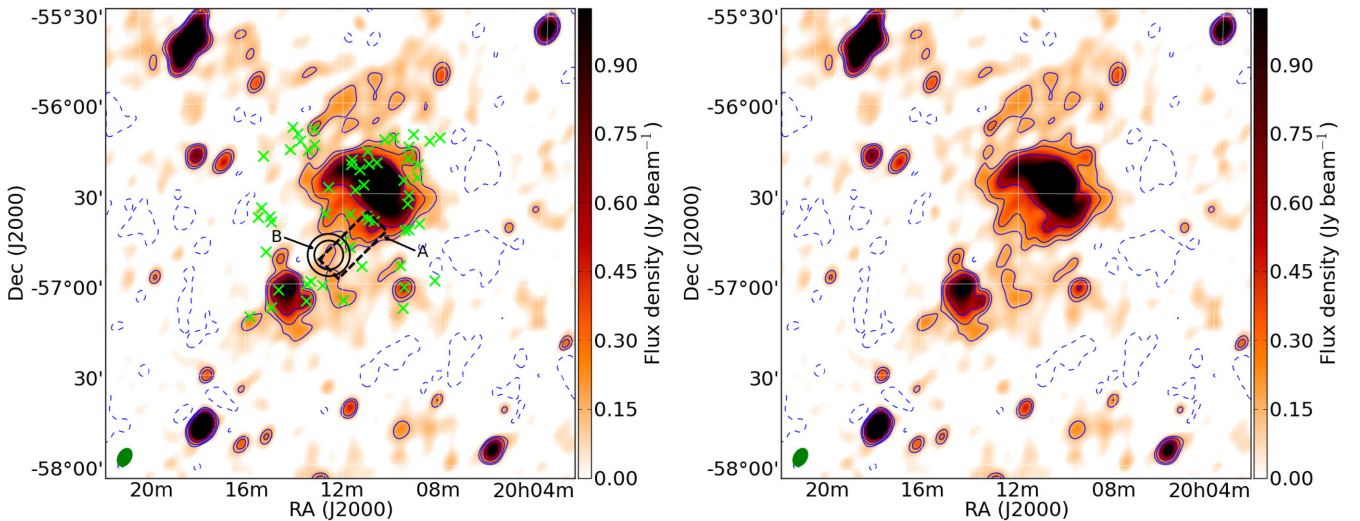 -55°30'
-56°00'
30'
-57°00'
30'
-58°00'
Dec (J2000)
B
A
20m
16m
12m
08m
20h04m
RA (J2000)
0.90
0.75
0.60
0.45
0.30
0.15
0.00
Flux density (Jy beam⁻¹)
-55°30'
-56°00'
30'
-57°00'
30'
-58°00'
Dec (J2000)
20m
16m
12m
08m
20h04m
RA (J2000)
0.90
0.75
0.60
0.45
0.30
0.15
0.00
Flux density (Jy beam⁻¹)